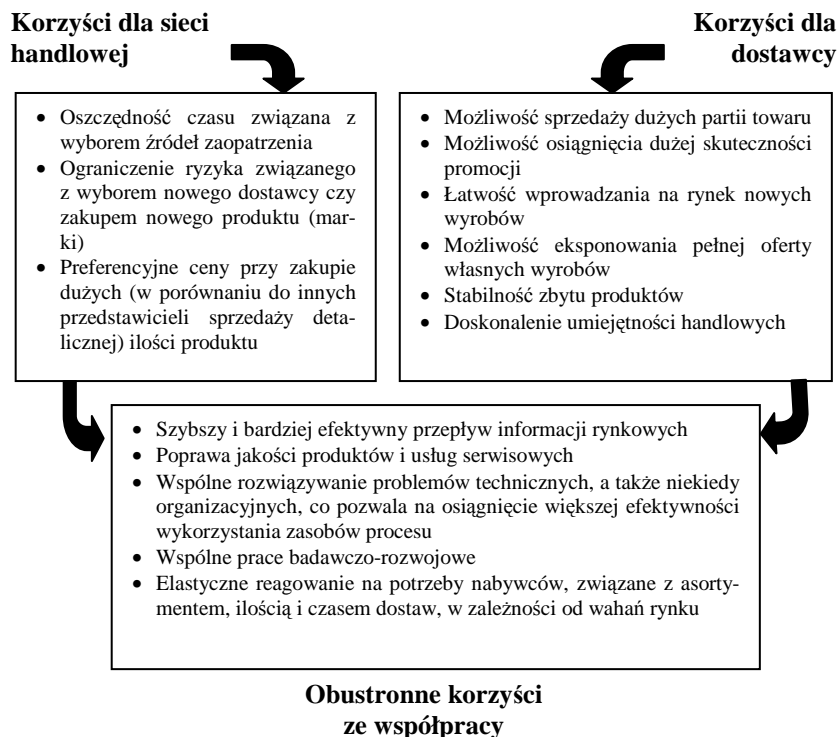 Korzyści dla sieci
handlowej
Korzyści dla
dostawcy
• Oszczędność czasu związana z
wyborem źródeł zaopatrzenia
• Ograniczenie ryzyka związanego
z wyborem nowego dostawcy czy
zakupem nowego produktu (mar-
ki)
• Preferencyjne ceny przy zakupie
dużych (w porównaniu do innych
przedstawicieli sprzedaży deta-
licznej) ilości produktu
• Możliwość sprzedaży dużych partii towaru
• Możliwość osiągnięcia dużej skuteczności
promocji
• Łatwość wprowadzania na rynek nowych
wyrobów
• Możliwość eksponowania pełnej oferty
własnych wyrobów
• Stabilność zbytu produktów
• Doskonalenie umiejętności handlowych
• Szybszy i bardziej efektywny przepływ informacji rynkowych
• Poprawa jakości produktów i usług serwisowych
• Wspólne rozwiązywanie problemów technicznych, a także niekiedy
organizacyjnych, co pozwala na osiągnięcie większej efektywności
wykorzystania zasobów procesu
• Wspólne prace badawczo-rozwojowe
• Elastyczne reagowanie na potrzeby nabywców, związane z asorty-
mentem, ilością i czasem dostaw, w zależności od wahań rynku
Obustronne korzyści
ze współpracy